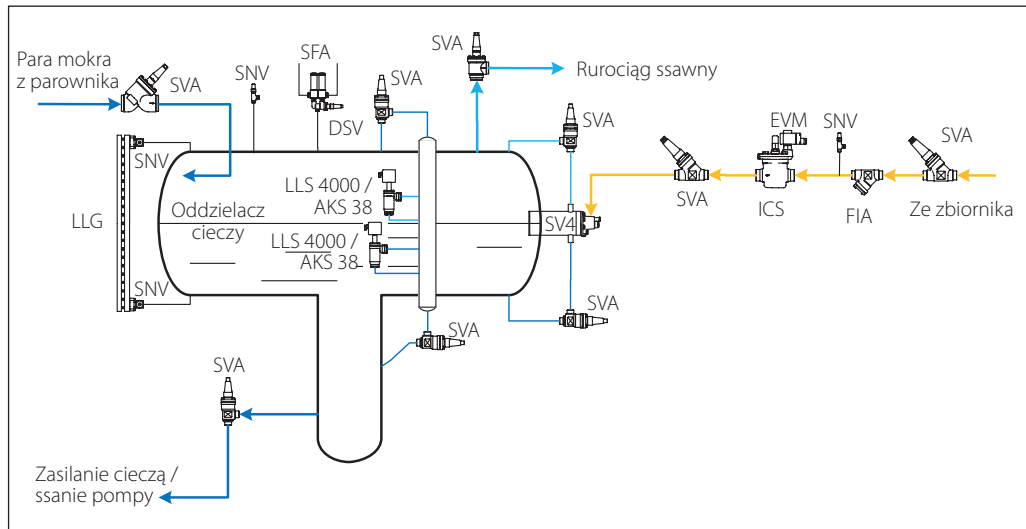 Para mokra
z parownika
SVA
SNV
SFA
DSV
SVA
SVA
Rurociąg ssawny
SVA
EVM
SNV
SVA
SNV
LLG
Oddzielacz
cieczy
LLS 4000 /
AKS 38
LLS 4000 /
AKS 38
SV4
SVA
ICS
FIA
Ze zbiornika
SNV
SVA
SVA
SVA
Zasilanie cieczą /
ssanie pompy